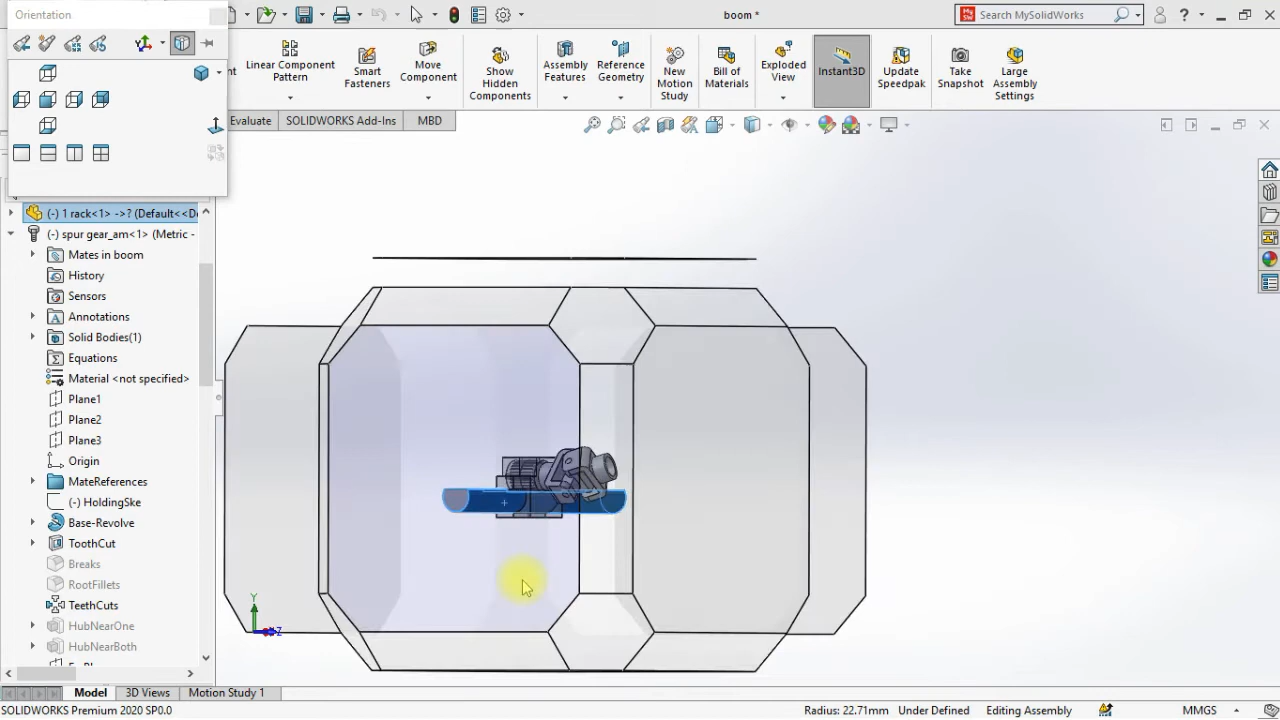 Orientation
boom *
Search MySolidWorks
?
Linear Component
Pattern
Smart
Fasteners
Move
Component
Show
Hidden
Components
Assembly
Features
Reference
Geometry
New
Motion
Study
Bill of
Materials
Exploded
View
Instant3D
Update
Speedpak
Take
Snapshot
Large
Assembly
Settings
Evaluate
SOLIDWORKS Add-Ins
MBD
(-) 1 rack<1> ->? (Default<<D
(-) spur gear_am<1> (Metric -
Mates in boom
History
Sensors
Annotations
Solid Bodies(1)
Equations
Material <not specified>
Plane1
Plane2
Plane3
Origin
MateReferences
(-) HoldingSke
Base-Revolve
ToothCut
Breaks
RootFillets
TeethCuts
HubNearOne
HubNearBoth
Y
Z
Model
3D Views
Motion Study 1
SOLIDWORKS Premium 2020 SP0.0
Radius: 22.71mm
Under Defined
Editing Assembly
MMGS